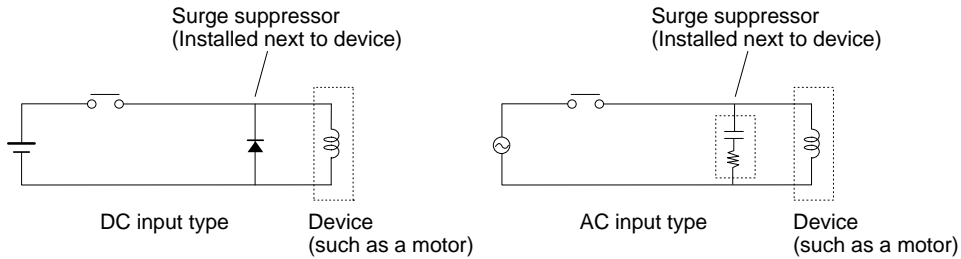 Surge suppressor
(Installed next to device)
DC input type
Device
(such as a motor)
Surge suppressor
(Installed next to device)
AC input type
Device
(such as a motor)